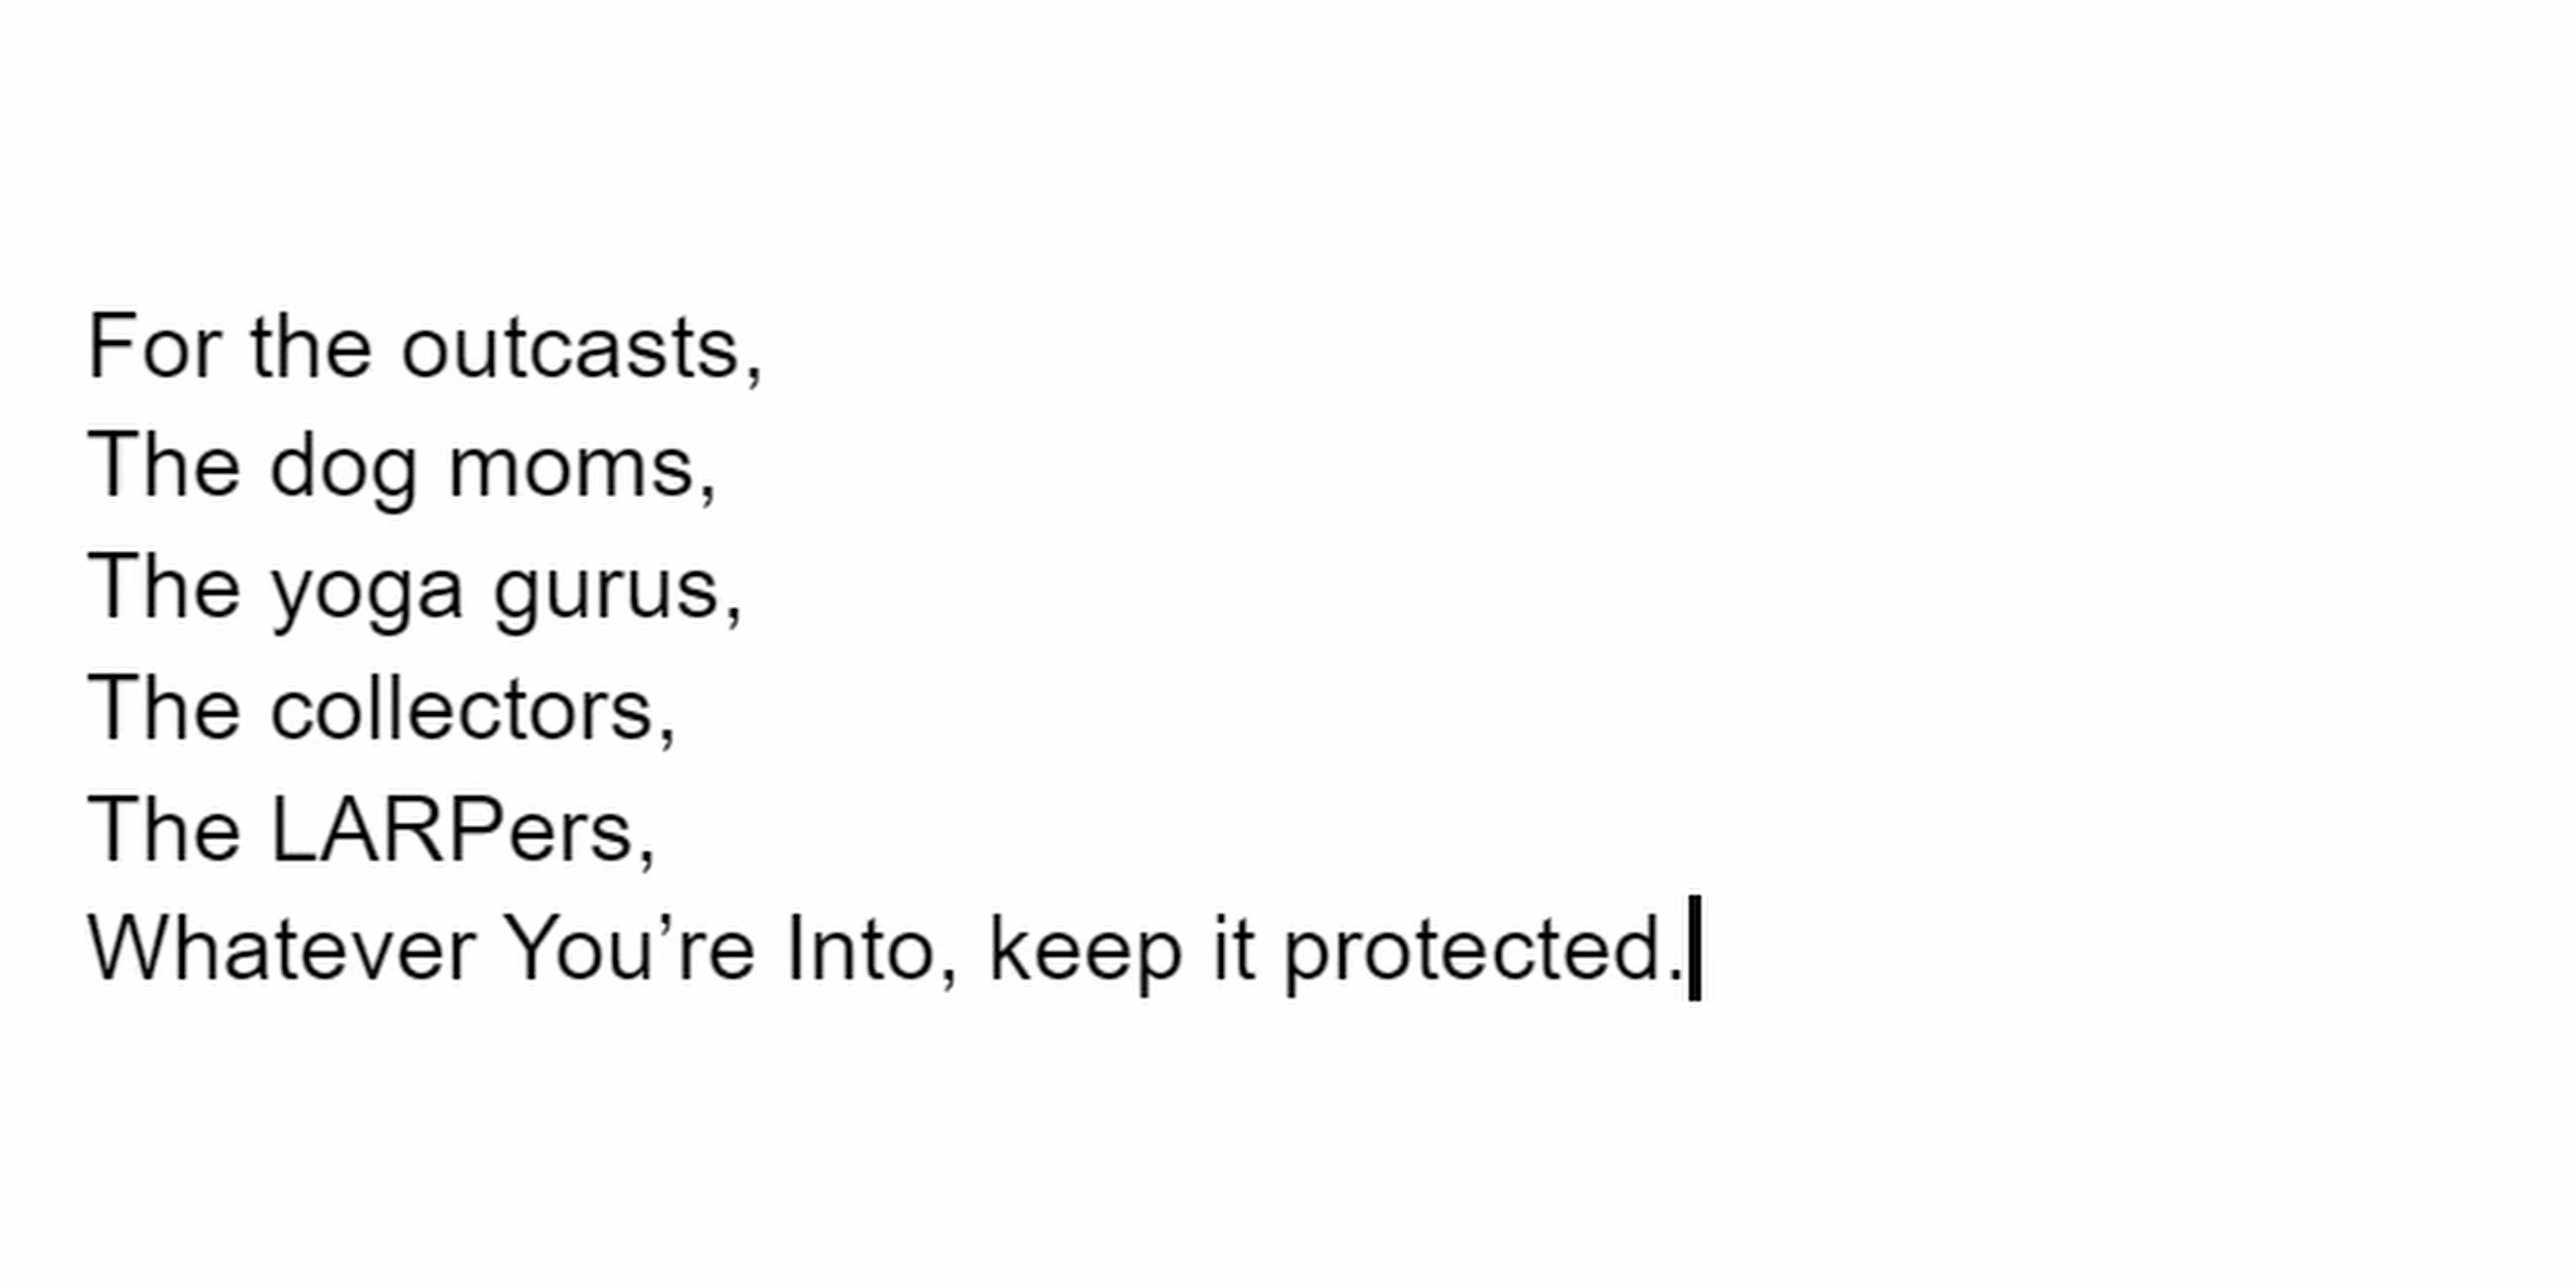 For the outcasts,
The dog moms,
The yoga gurus,
The collectors,
The LARPers,
Whatever You’re Into, keep it protected.